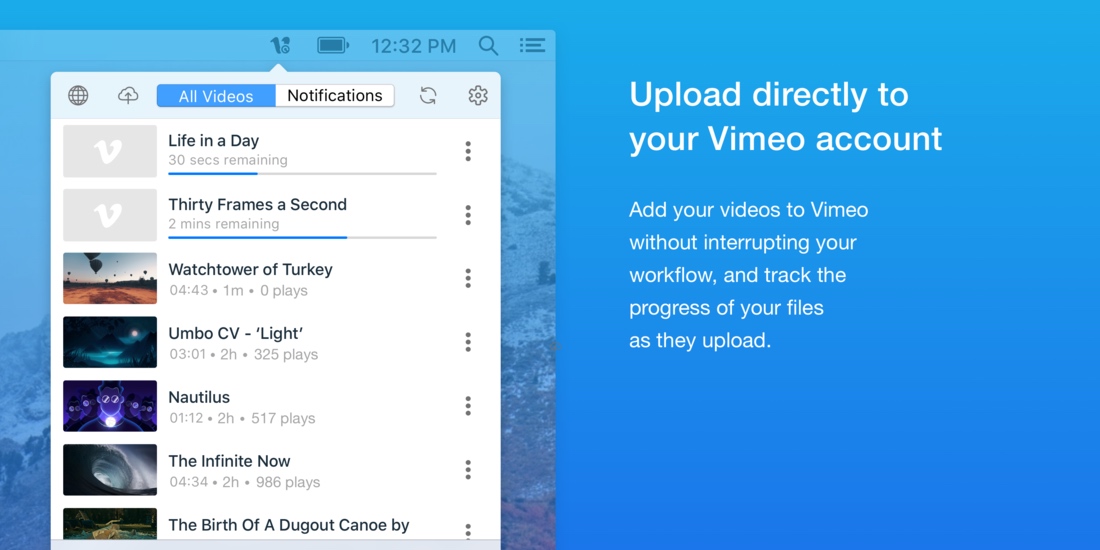 12:32 PM
All Videos
Notifications
Life in a Day
30 secs remaining
Thirty Frames a Second
2 mins remaining
Watchtower of Turkey
04:43 • 1m • 0 plays
Umbo CV - ‘Light’
03:01 • 2h • 325 plays
Nautilus
01:12 • 2h • 517 plays
The Infinite Now
04:34 • 2h • 986 plays
The Birth Of A Dugout Canoe by
Upload directly to
your Vimeo account
Add your videos to Vimeo
without interrupting your
workflow, and track the
progress of your files
as they upload.